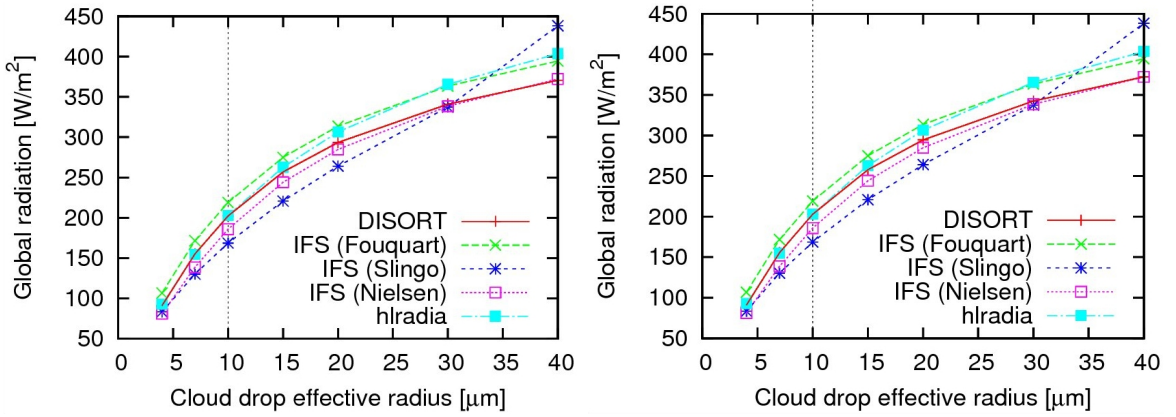 450
400
350
300
250
200
150
100
50
Global radiation [W/m²]
DISORT
IFS (Fouquart)
IFS (Slingo)
IFS (Nielsen)
hlradia
0 5 10 15 20 25 30 35 40
Cloud drop effective radius [μm]
450
400
350
300
250
200
150
100
50
Global radiation [W/m²]
DISORT
IFS (Fouquart)
IFS (Slingo)
IFS (Nielsen)
hlradia
0 5 10 15 20 25 30 35 40
Cloud drop effective radius [μm]